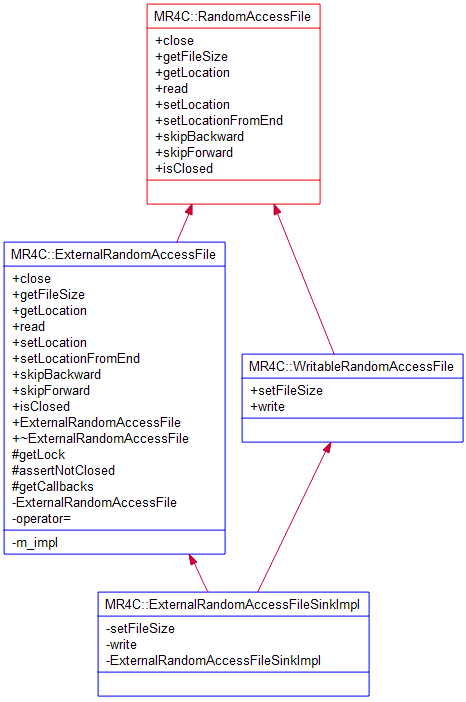 MR4C::RandomAccessFile
+close
+getFileSize
+getLocation
+read
+setLocation
+setLocationFromEnd
+skipBackward
+skipForward
+isClosed
MR4C::ExternalRandomAccessFile
+close
+getFileSize
+getLocation
+read
+setLocation
+setLocationFromEnd
+skipBackward
+skipForward
+isClosed
+ExternalRandomAccessFile
+~ExternalRandomAccessFile
#getLock
#assertNotClosed
#getCallbacks
-ExternalRandomAccessFile
-operator=
-m_impl
MR4C::WritableRandomAccessFile
+setFileSize
+write
MR4C::ExternalRandomAccessFileSinkImpl
-setFileSize
-write
-ExternalRandomAccessFileSinkImpl